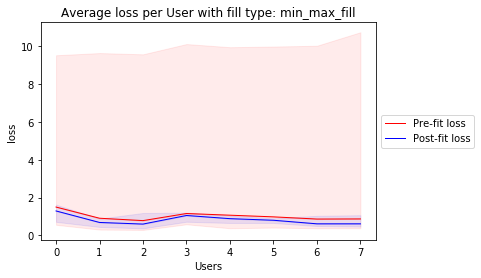 Average loss per User with fill type: min_max_fill
loss
10
8
6
4
2
0
0 1 2 3 4 5 6 7
Users
Pre-fit loss
Post-fit loss